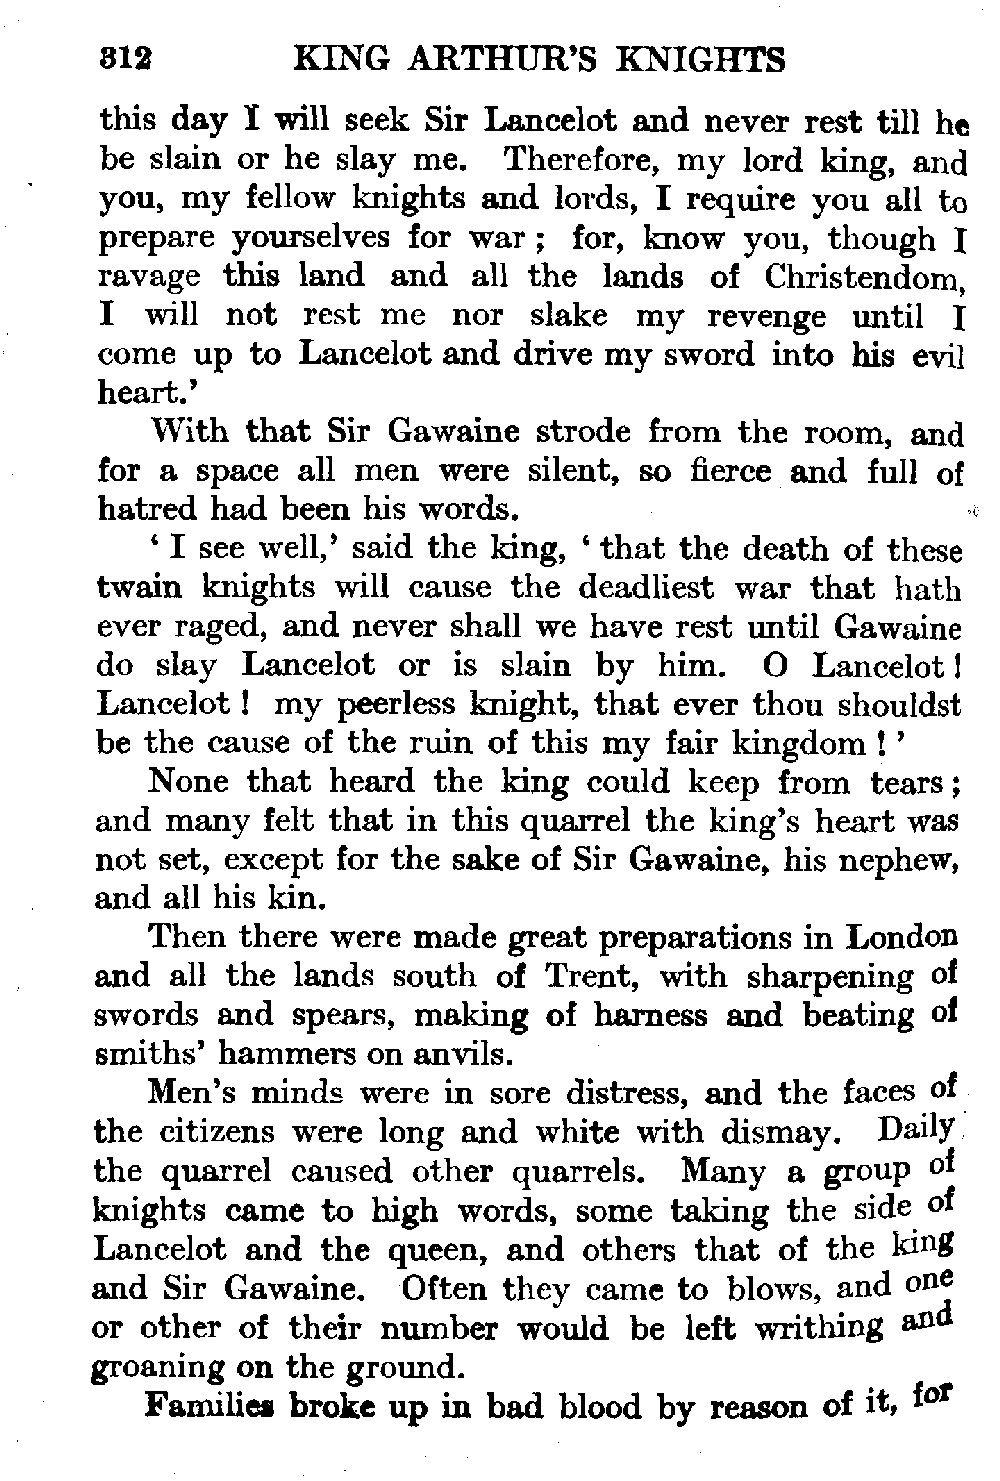 312 KING ARTHUR'S KNIGHTS
this day I will seek Sir Lancelot and never rest till he
be slain or he slay me. Therefore, my lord king, and
you, my fellow knights and lords, I require you all to
prepare yourselves for war ; for, know you, though I
ravage this land and all the lands of Christendom,
I will not rest me nor slake my revenge until I
come up to Lancelot and drive my sword into his evil
heart.'
With that Sir Gawaine strode from the room, and
for a space all men were silent, so fierce and full of
hatred had been his words.
' I see well,' said the king, ' that the death of these
twain knights will cause the deadliest war that hath
ever raged, and never shall we have rest until Gawaine
do slay Lancelot or is slain by him. O Lancelot !
Lancelot ! my peerless knight, that ever thou shouldst
be the cause of the ruin of this my fair kingdom ! '
None that heard the king could keep from tears ;
and many felt that in this quarrel the king's heart was
not set, except for the sake of Sir Gawaine, his nephew,
and all his kin.
Then there were made great preparations in London
and all the lands south of Trent, with sharpening of
swords and spears, making of harness and beating of
smiths' hammers on anvils.
Men's minds were in sore distress, and the faces of
the citizens were long and white with dismay. Daily
the quarrel caused other quarrels. Many a group of
knights came to high words, some taking the side of
Lancelot and the queen, and others that of the king
and Sir Gawaine. Often they came to blows, and one
or other of their number would be left writhing and
groaning on the ground.
Families broke up in bad blood by reason of it, for